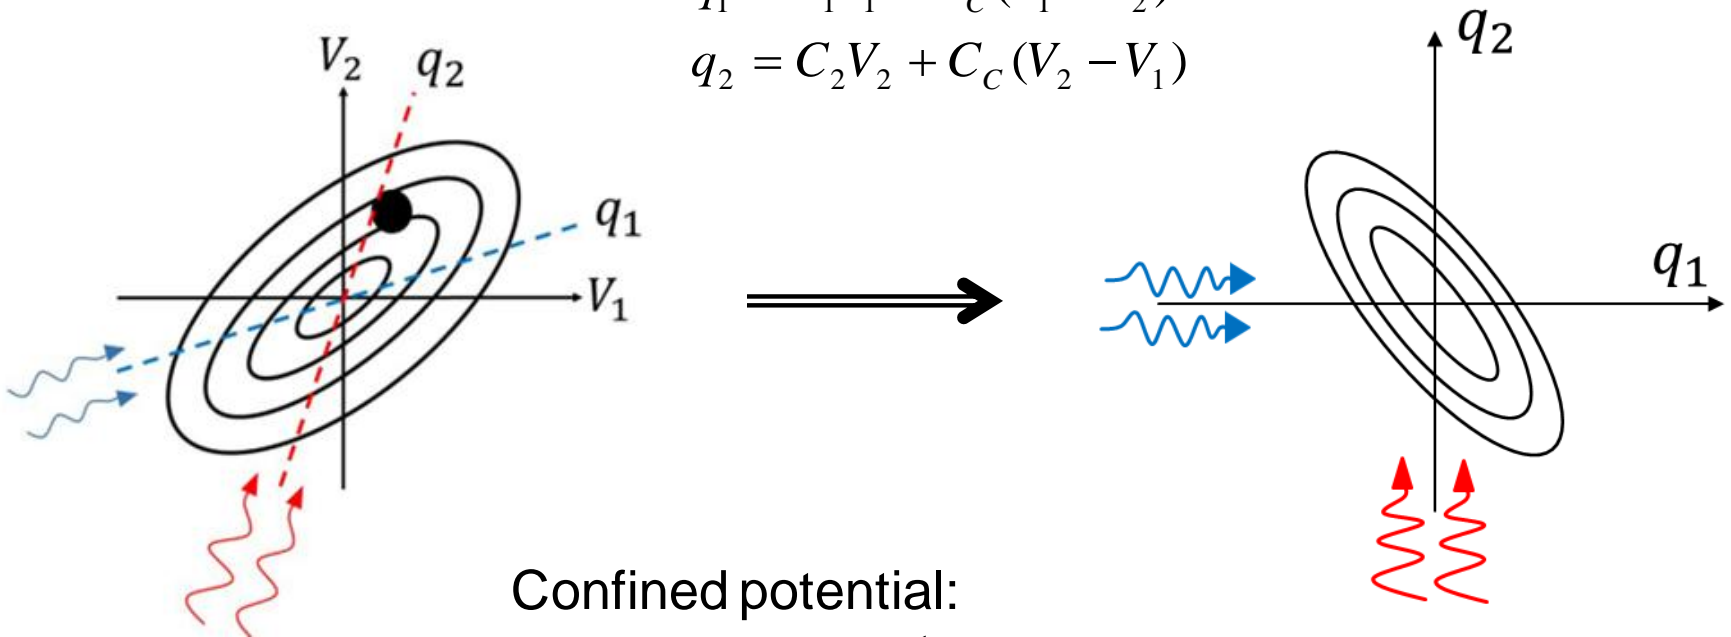 q₂ = C₂V₂ + C_C(V₂ − V₁)
V₂
q₂
q₁
V₁
q₂
q₁
Confined potential: